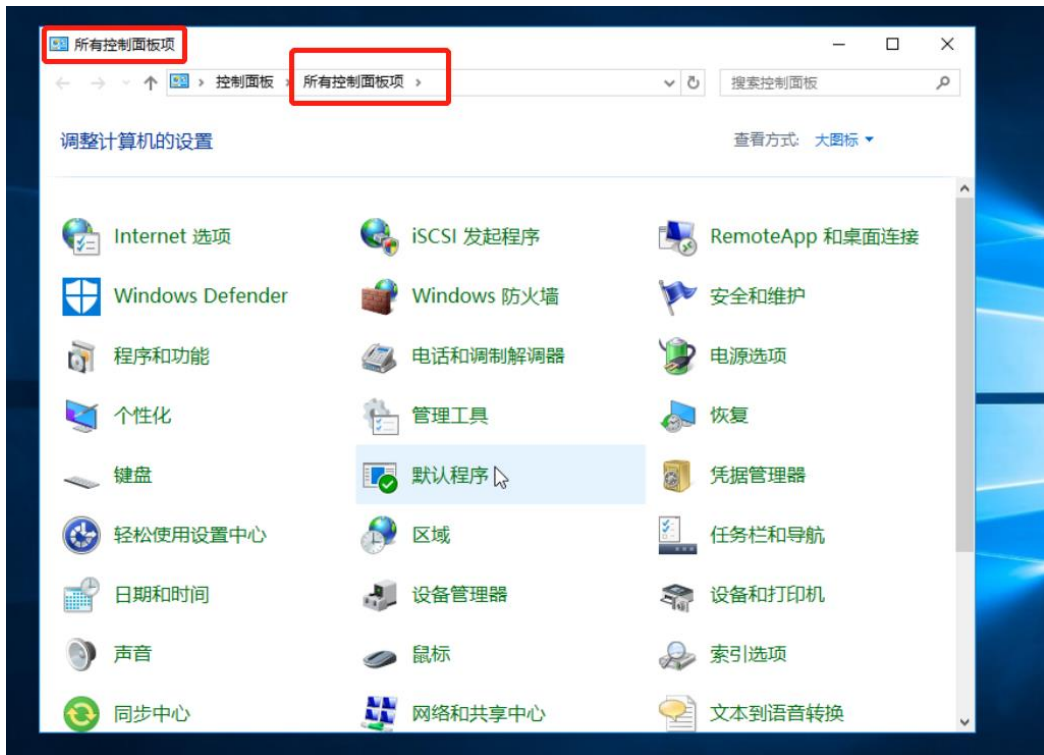 所有控制面板项
控制面板 › 所有控制面板项 ›
搜索控制面板
调整计算机的设置
查看方式: 大图标
Internet 选项
iSCSI 发起程序
RemoteApp 和桌面连接
Windows Defender
Windows 防火墙
安全和维护
程序和功能
电话和调制解调器
电源选项
个性化
管理工具
恢复
键盘
默认程序
凭据管理器
轻松使用设置中心
区域
任务栏和导航
日期和时间
设备管理器
设备和打印机
声音
鼠标
索引选项
同步中心
网络和共享中心
文本到语音转换